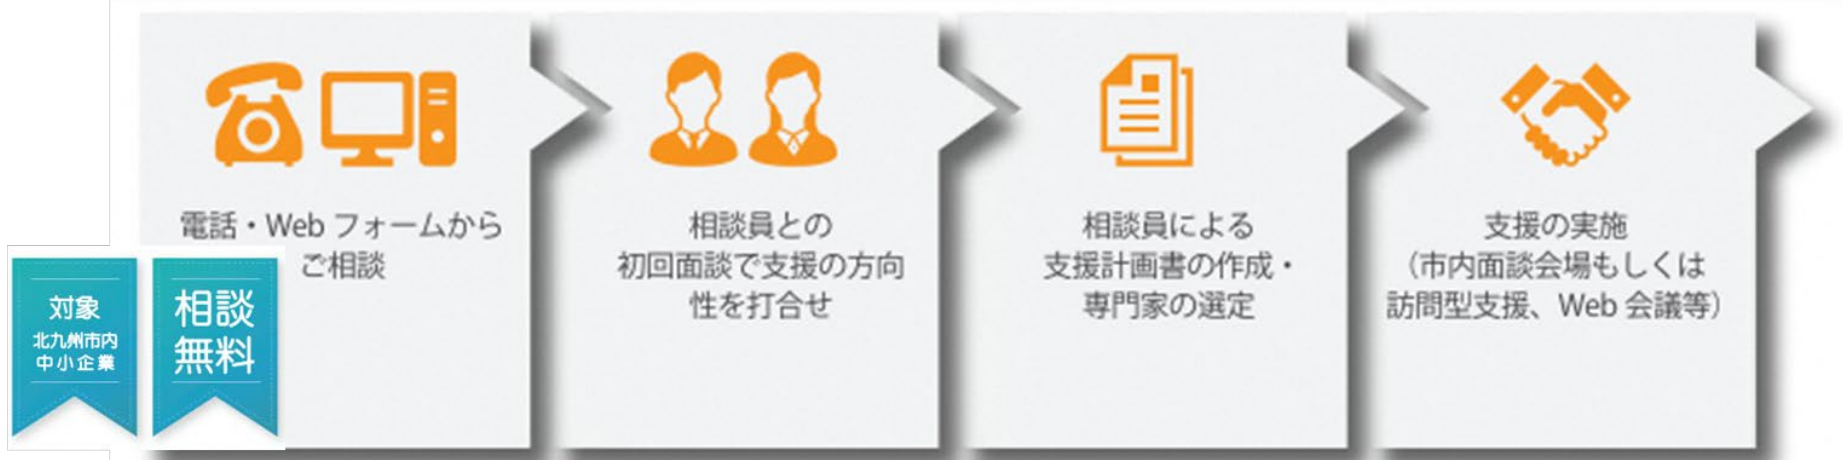 電話・Web フォームから
ご相談
相談員との
初回面談で支援の方向
性を打合せ
相談員による
支援計画書の作成・
専門家の選定
支援の実施
（市内面談会場もしくは
訪問型支援、Web 会議等）
対象
北九州市内
中小企業
相談
無料